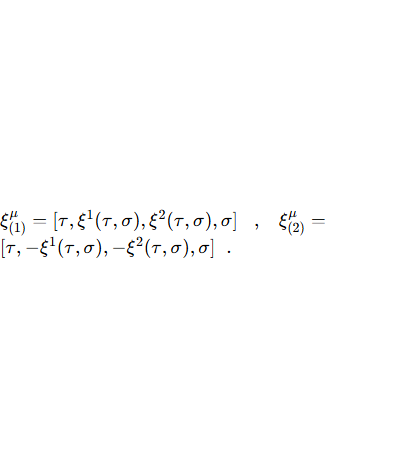 ξ^μ_(1) = [τ, ξ^1(τ, σ), ξ^2(τ, σ), σ] , ξ^μ_(2) =
[τ, −ξ^1(τ, σ), −ξ^2(τ, σ), σ] .